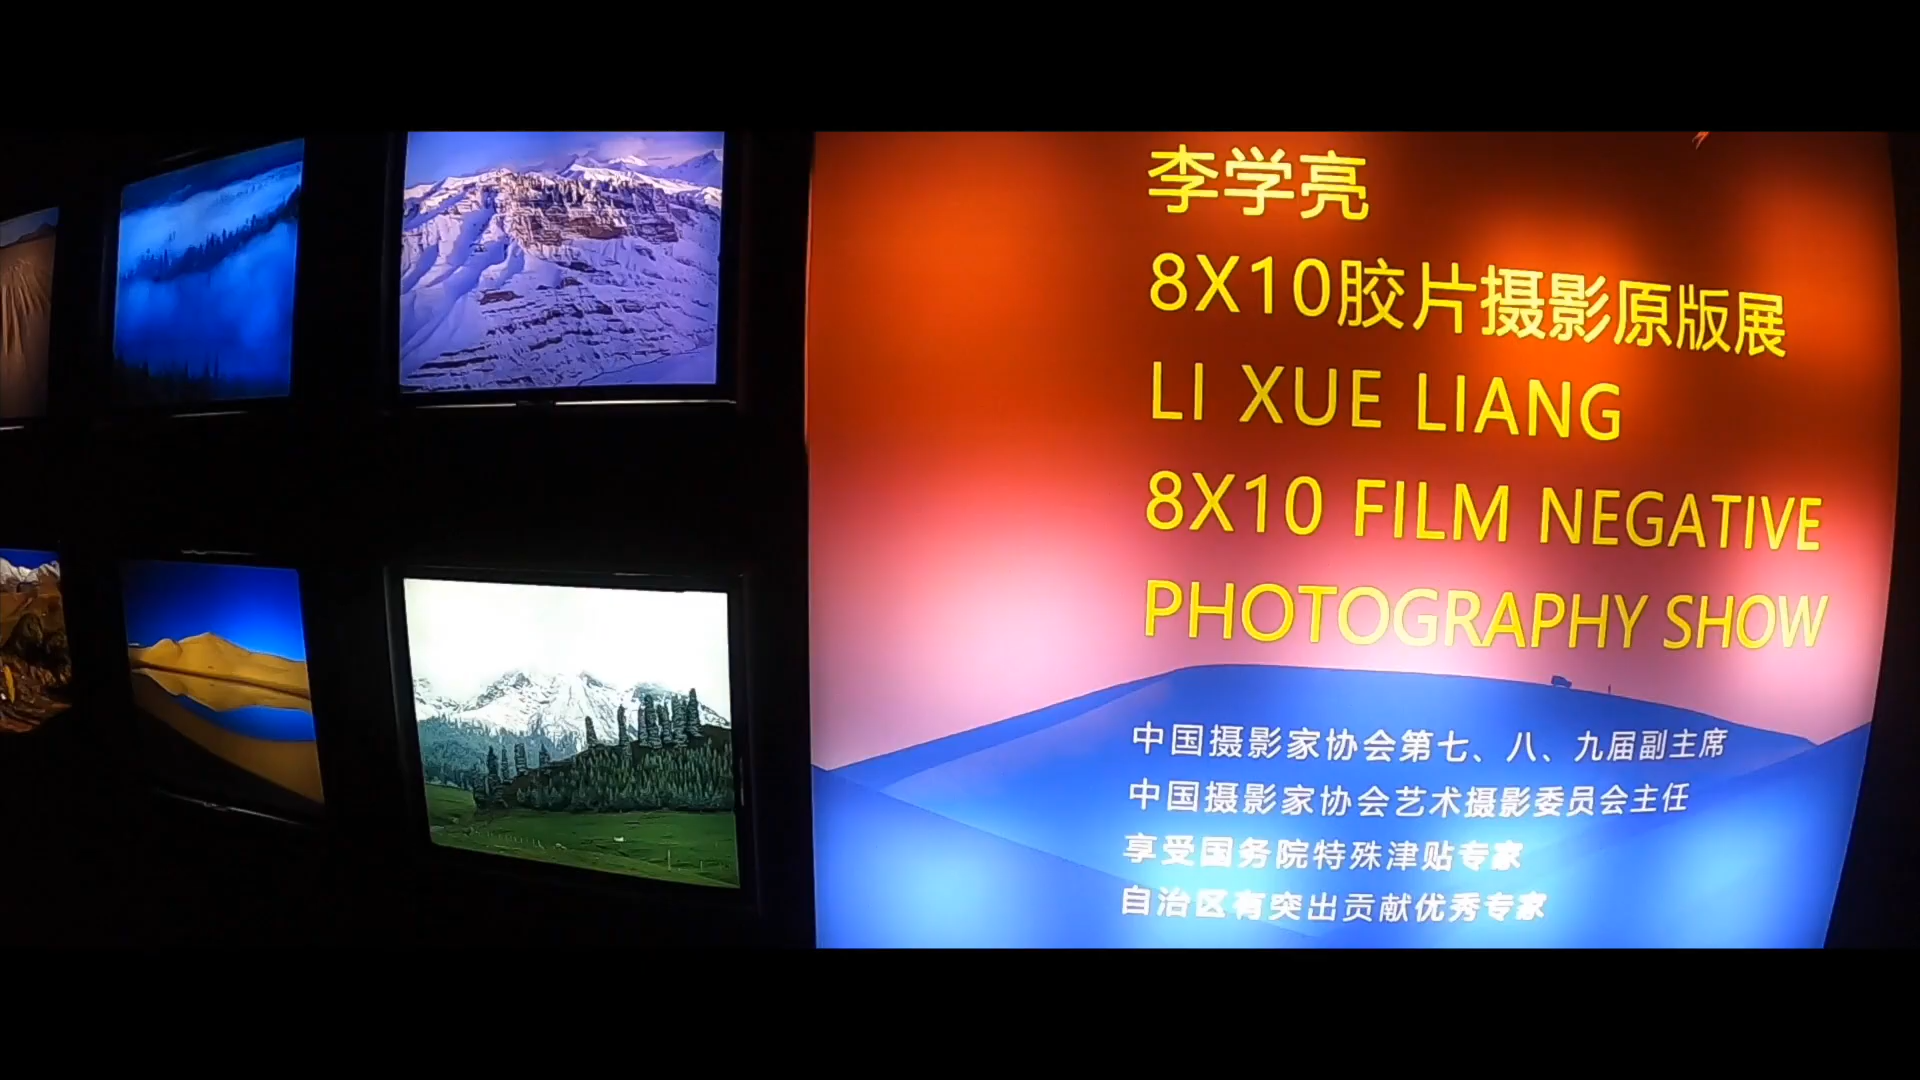 李学亮
8X10胶片摄影原版展
LI XUE LIANG
8X10 FILM NEGATIVE
PHOTOGRAPHY SHOW
中国摄影家协会第七、八、九届副主席
中国摄影家协会艺术摄影委员会主任
享受国务院特殊津贴专家
自治区有突出贡献优秀专家